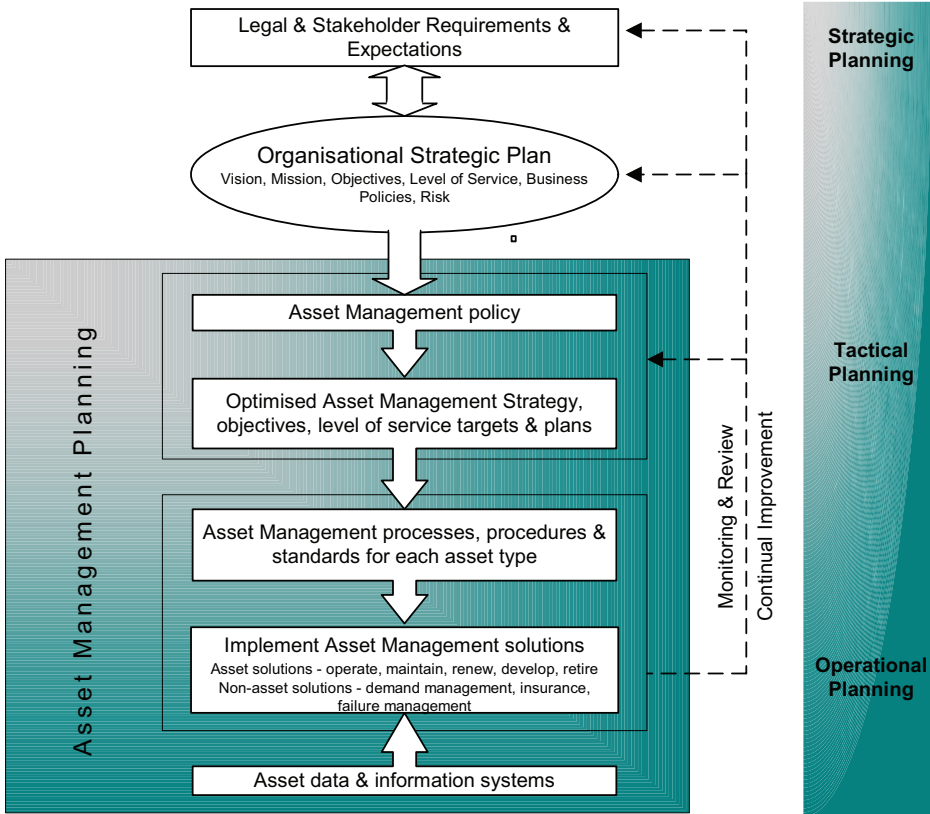 Legal & Stakeholder Requirements &
Expectations
Strategic
Planning
Organisational Strategic Plan
Vision, Mission, Objectives, Level of Service, Business
Policies, Risk
Asset Management Planning
Asset Management policy
Optimised Asset Management Strategy,
objectives, level of service targets & plans
Tactical
Planning
Monitoring & Review
Continual Improvement
Asset Management processes, procedures &
standards for each asset type
Implement Asset Management solutions
Asset solutions - operate, maintain, renew, develop, retire
Non-asset solutions - demand management, insurance,
failure management
Operational
Planning
Asset data & information systems